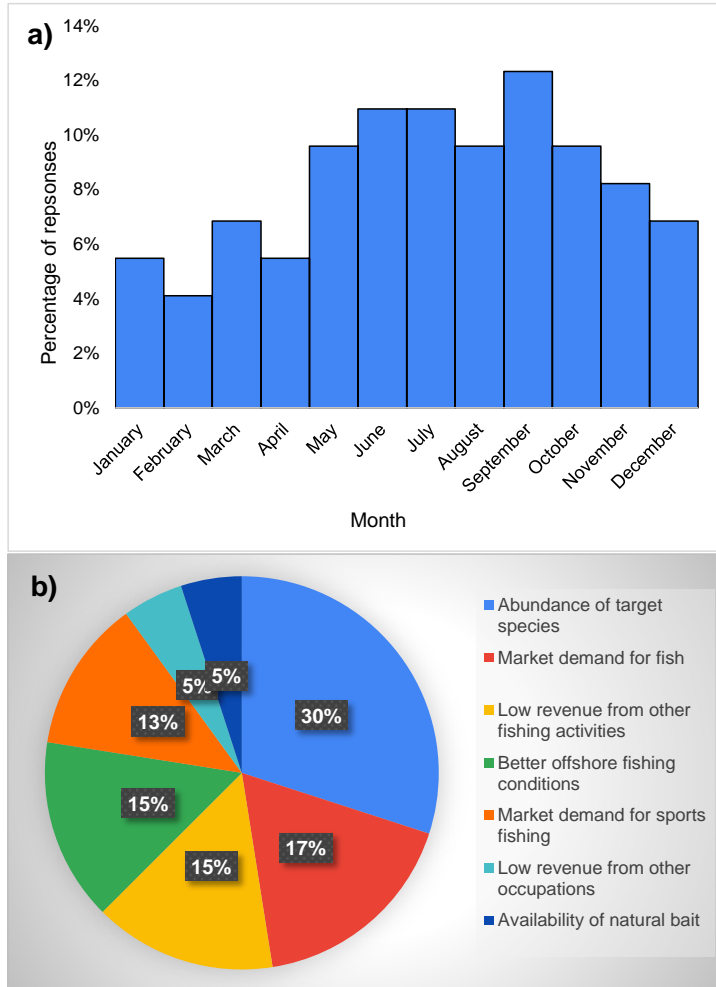 a)
14%
12%
10%
8%
6%
4%
2%
0%
Percentage of repsonses
January
February
March
April
May
June
July
August
September
October
November
December
Month
b)
5%
5%
30%
13%
15%
17%
15%
Abundance of target
species
Market demand for fish
Low revenue from other
fishing activities
Better offshore fishing
conditions
Market demand for sports
fishing
Low revenue from other
occupations
Availability of natural bait